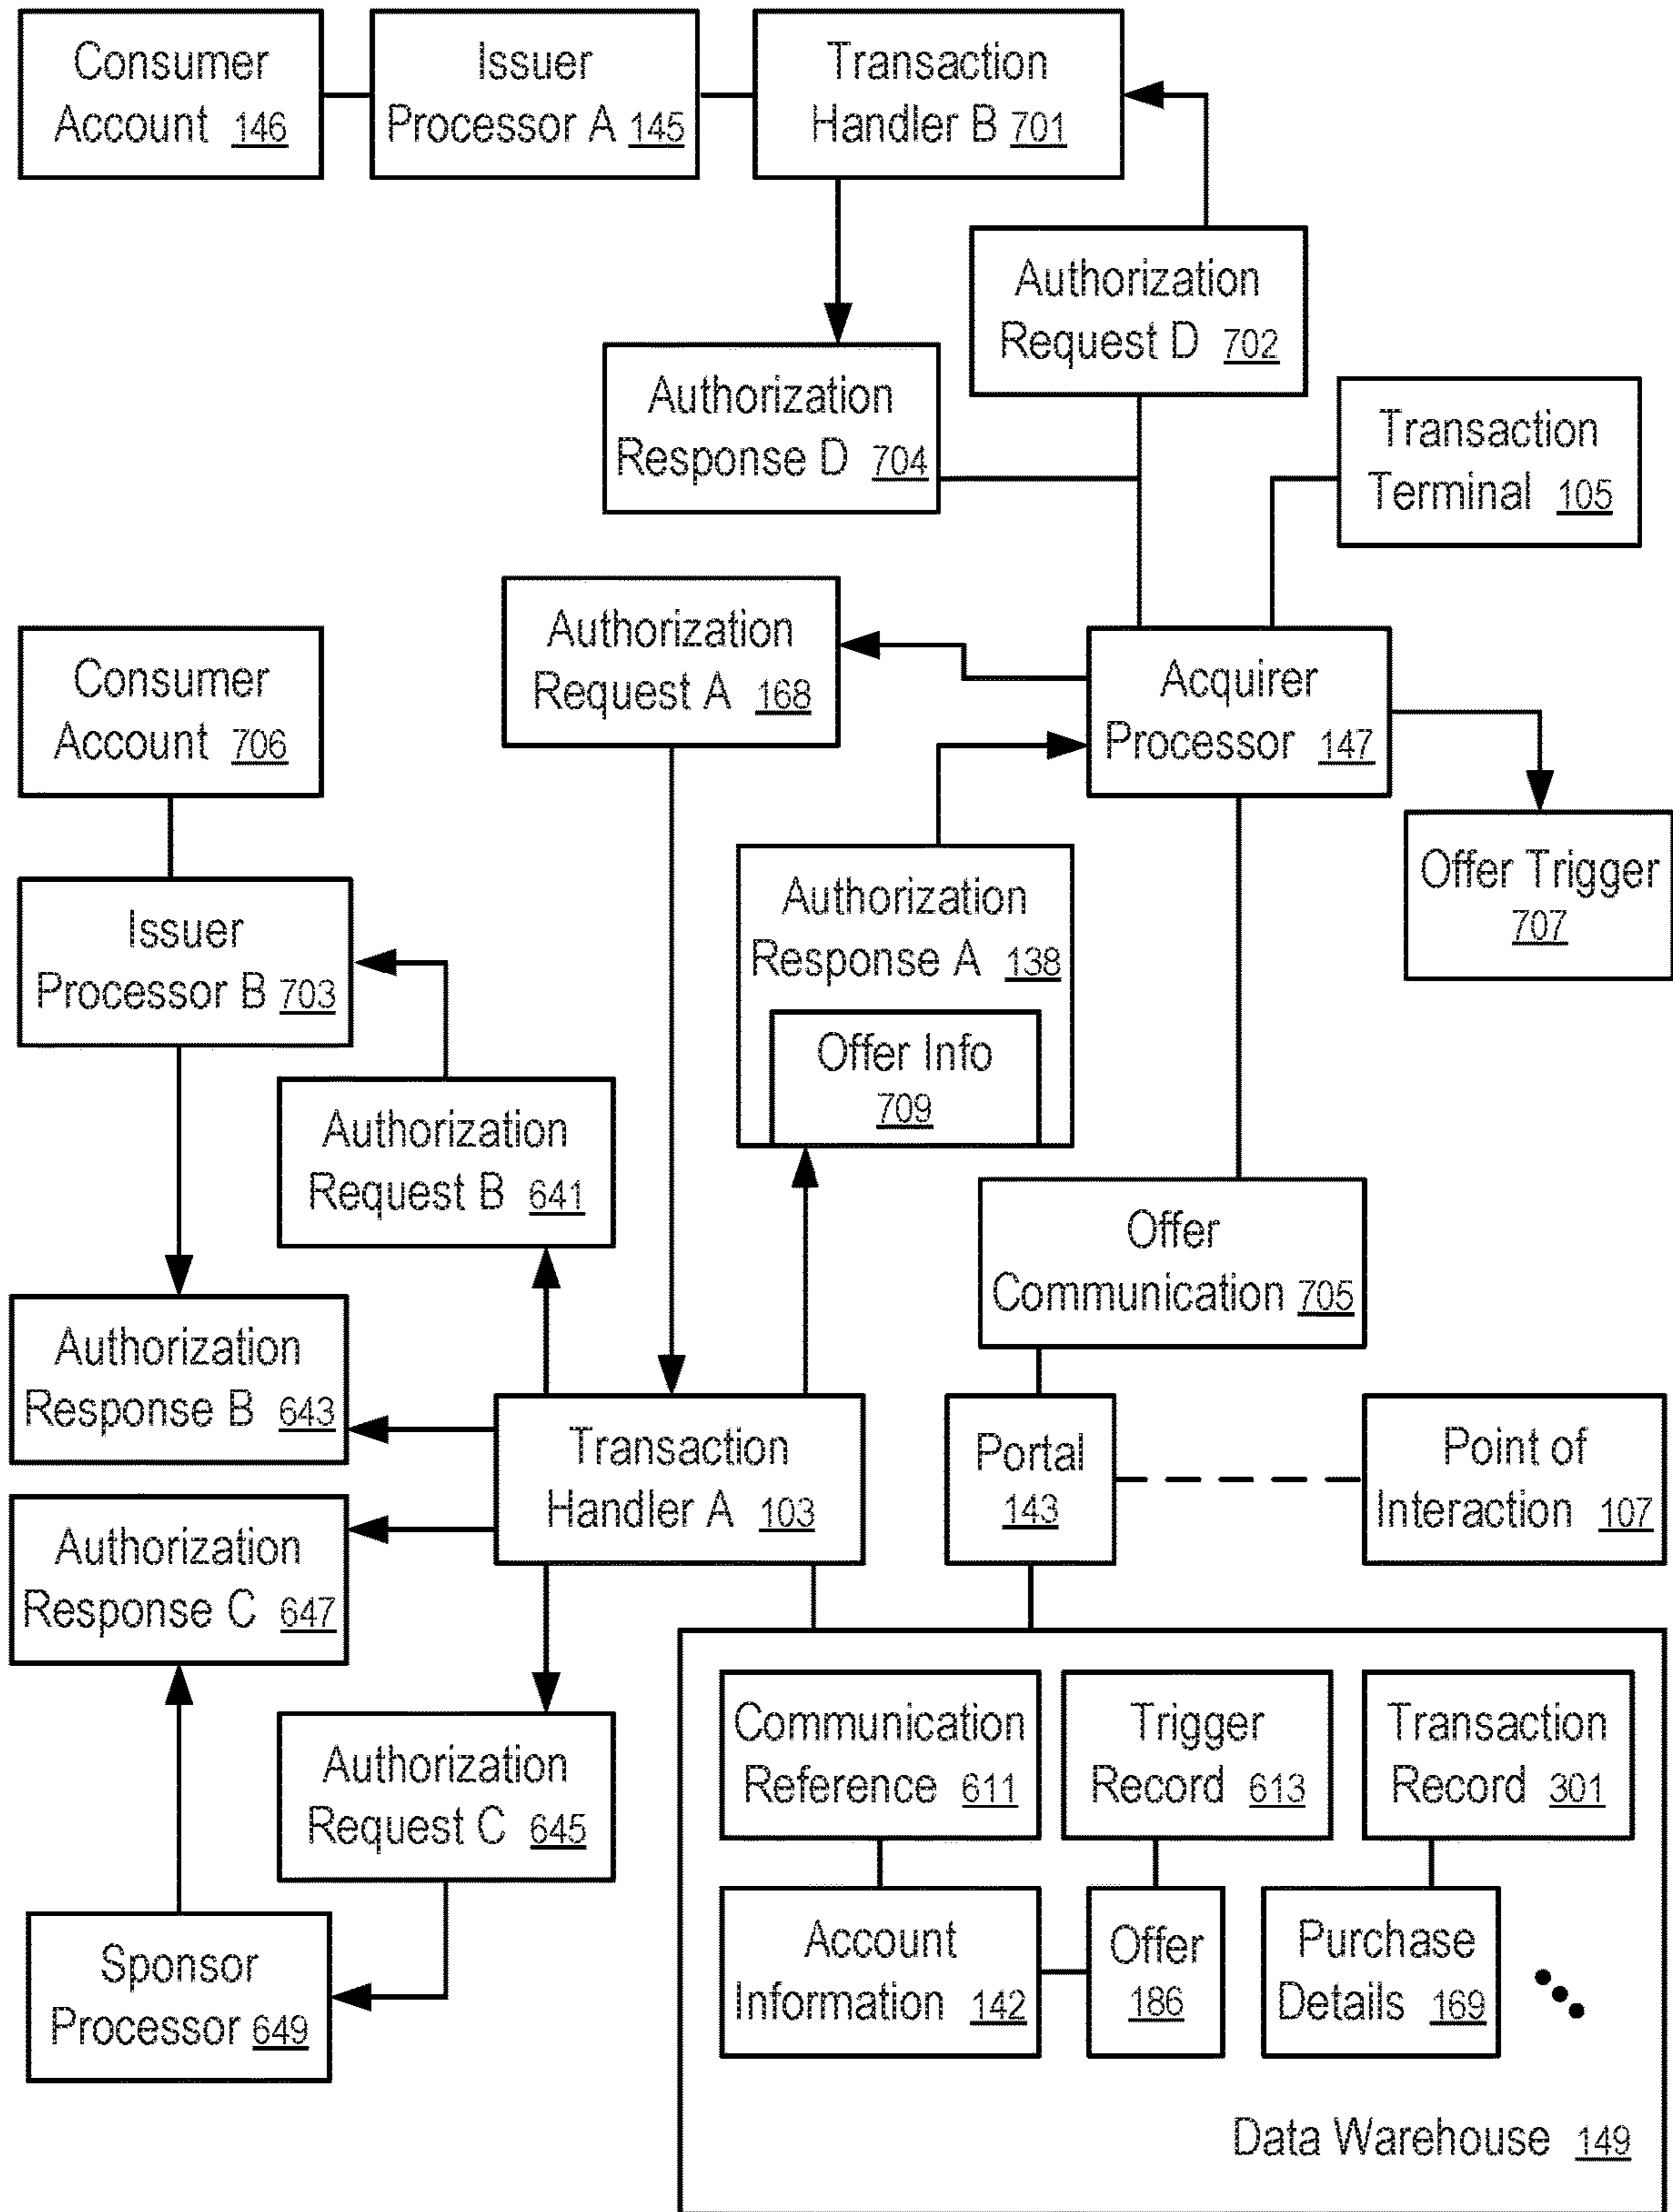 Consumer
Account 146
Issuer
Processor A 145
Transaction
Handler B 701
Authorization
Request D 702
Authorization
Response D 704
Transaction
Terminal 105
Authorization
Request A 168
Consumer
Account 706
Acquirer
Processor 147
Offer Trigger
707
Authorization
Response A 138
Offer Info
709
Issuer
Processor B 703
Authorization
Request B 641
Offer
Communication 705
Authorization
Response B 643
Transaction
Handler A 103
Portal
143
Point of
Interaction 107
Authorization
Response C 647
Authorization
Request C 645
Sponsor
Processor 649
Communication
Reference 611
Trigger
Record 613
Transaction
Record 301
Account
Information 142
Offer
186
Purchase
Details 169
Data Warehouse 149